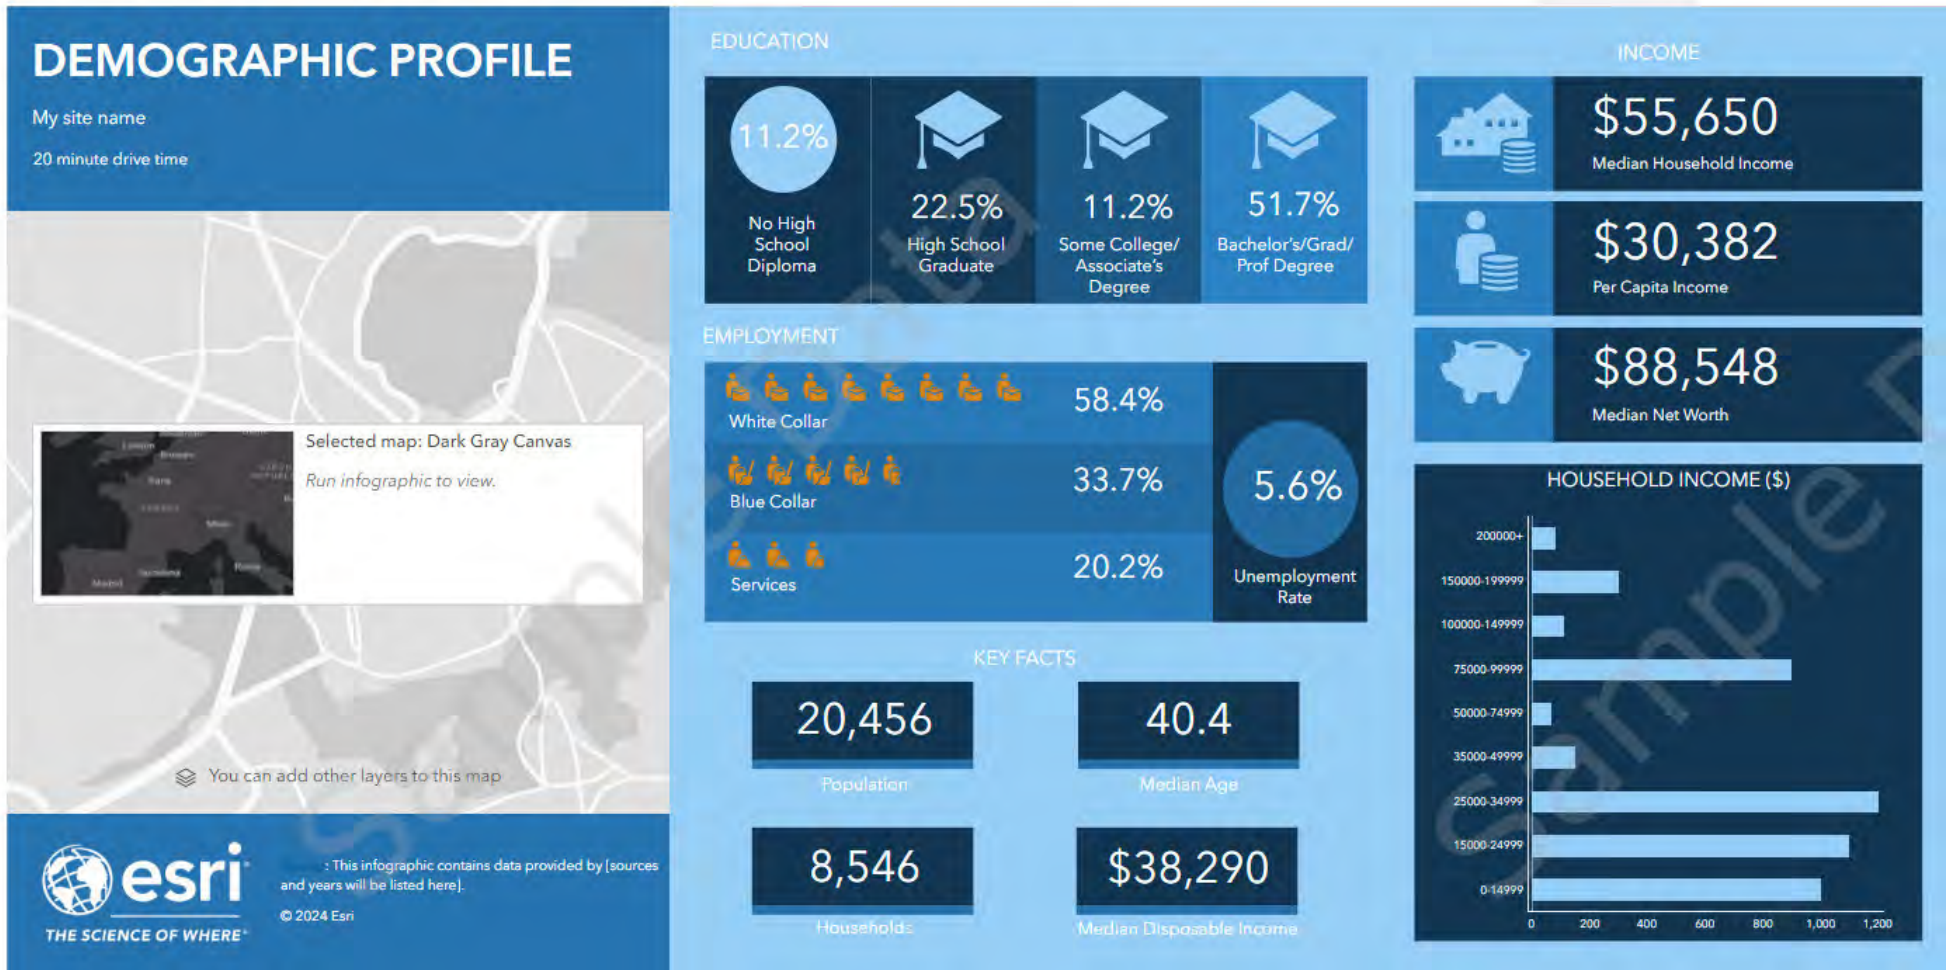 DEMOGRAPHIC PROFILE
My site name
20 minute drive time
Selected map: Dark Gray Canvas
Run infographic to view.
You can add other layers to this map
esri
THE SCIENCE OF WHERE®
: This infographic contains data provided by [sources
and years will be listed here].
© 2024 Esri
EDUCATION
11.2%
No High
School
Diploma
22.5%
High School
Graduate
11.2%
Some College/
Associate's
Degree
51.7%
Bachelor's/Grad/
Prof Degree
EMPLOYMENT
58.4%
White Collar
33.7%
Blue Collar
20.2%
Services
5.6%
Unemployment
Rate
KEY FACTS
20,456
Population
40.4
Median Age
8,546
Households
$38,290
Median Disposable Income
INCOME
$55,650
Median Household Income
$30,382
Per Capita Income
$88,548
Median Net Worth
HOUSEHOLD INCOME ($)
200000+
150000-199999
100000-149999
75000-99999
50000-74999
35000-49999
25000-34999
15000-24999
0-14999
0 200 400 600 800 1,000 1,200
Sample Data
Sample D